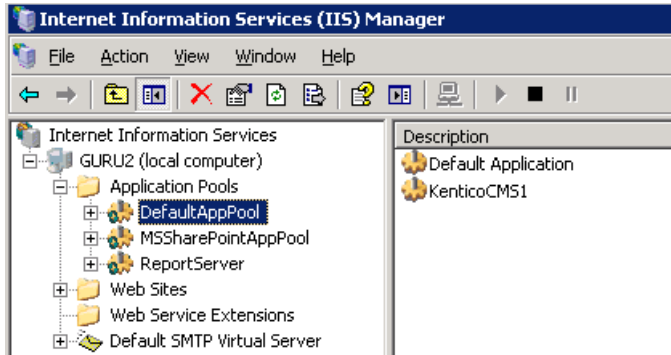 Internet Information Services (IIS) Manager
File Action View Window Help
Internet Information Services
GURU2 (local computer)
Application Pools
DefaultAppPool
MSSharePointAppPool
ReportServer
Web Sites
Web Service Extensions
Default SMTP Virtual Server
Description
Default Application
KenticoCMS1